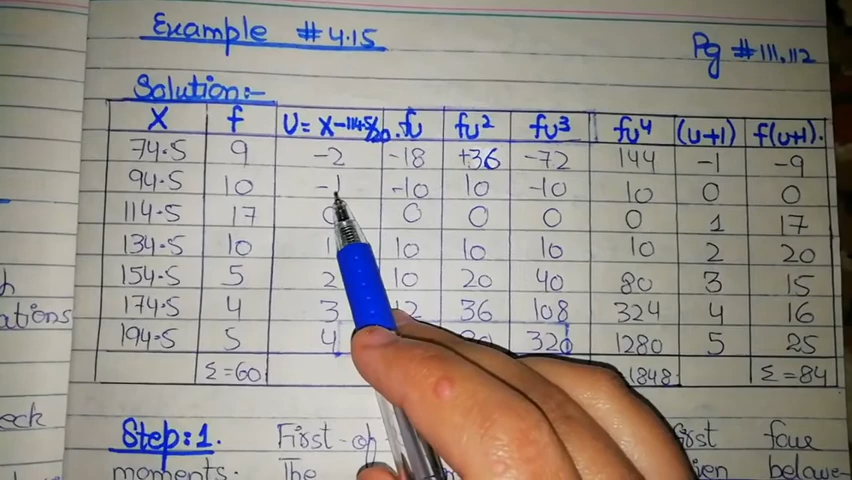 Example #4.15
Pg #111,112
Solution:-
X f U= X-114.5/20 . fu fu² fu³ fu⁴ (u+1) f(u+1).
74.5 9 -2 -18 +36 -72 144 -1 -9
94.5 10 -1 -10 10 -10 10 0 0
114.5 17 0 0 0 0 0 1 17
134.5 10 1 10 10 10 10 2 20
154.5 5 2 10 20 40 80 3 15
174.5 4 3 12 36 108 324 4 16
194.5 5 4 320 1280 5 25
Σ=60 1848 Σ=84
ations
eck
Step:1. First-of four
moments. The belowe-